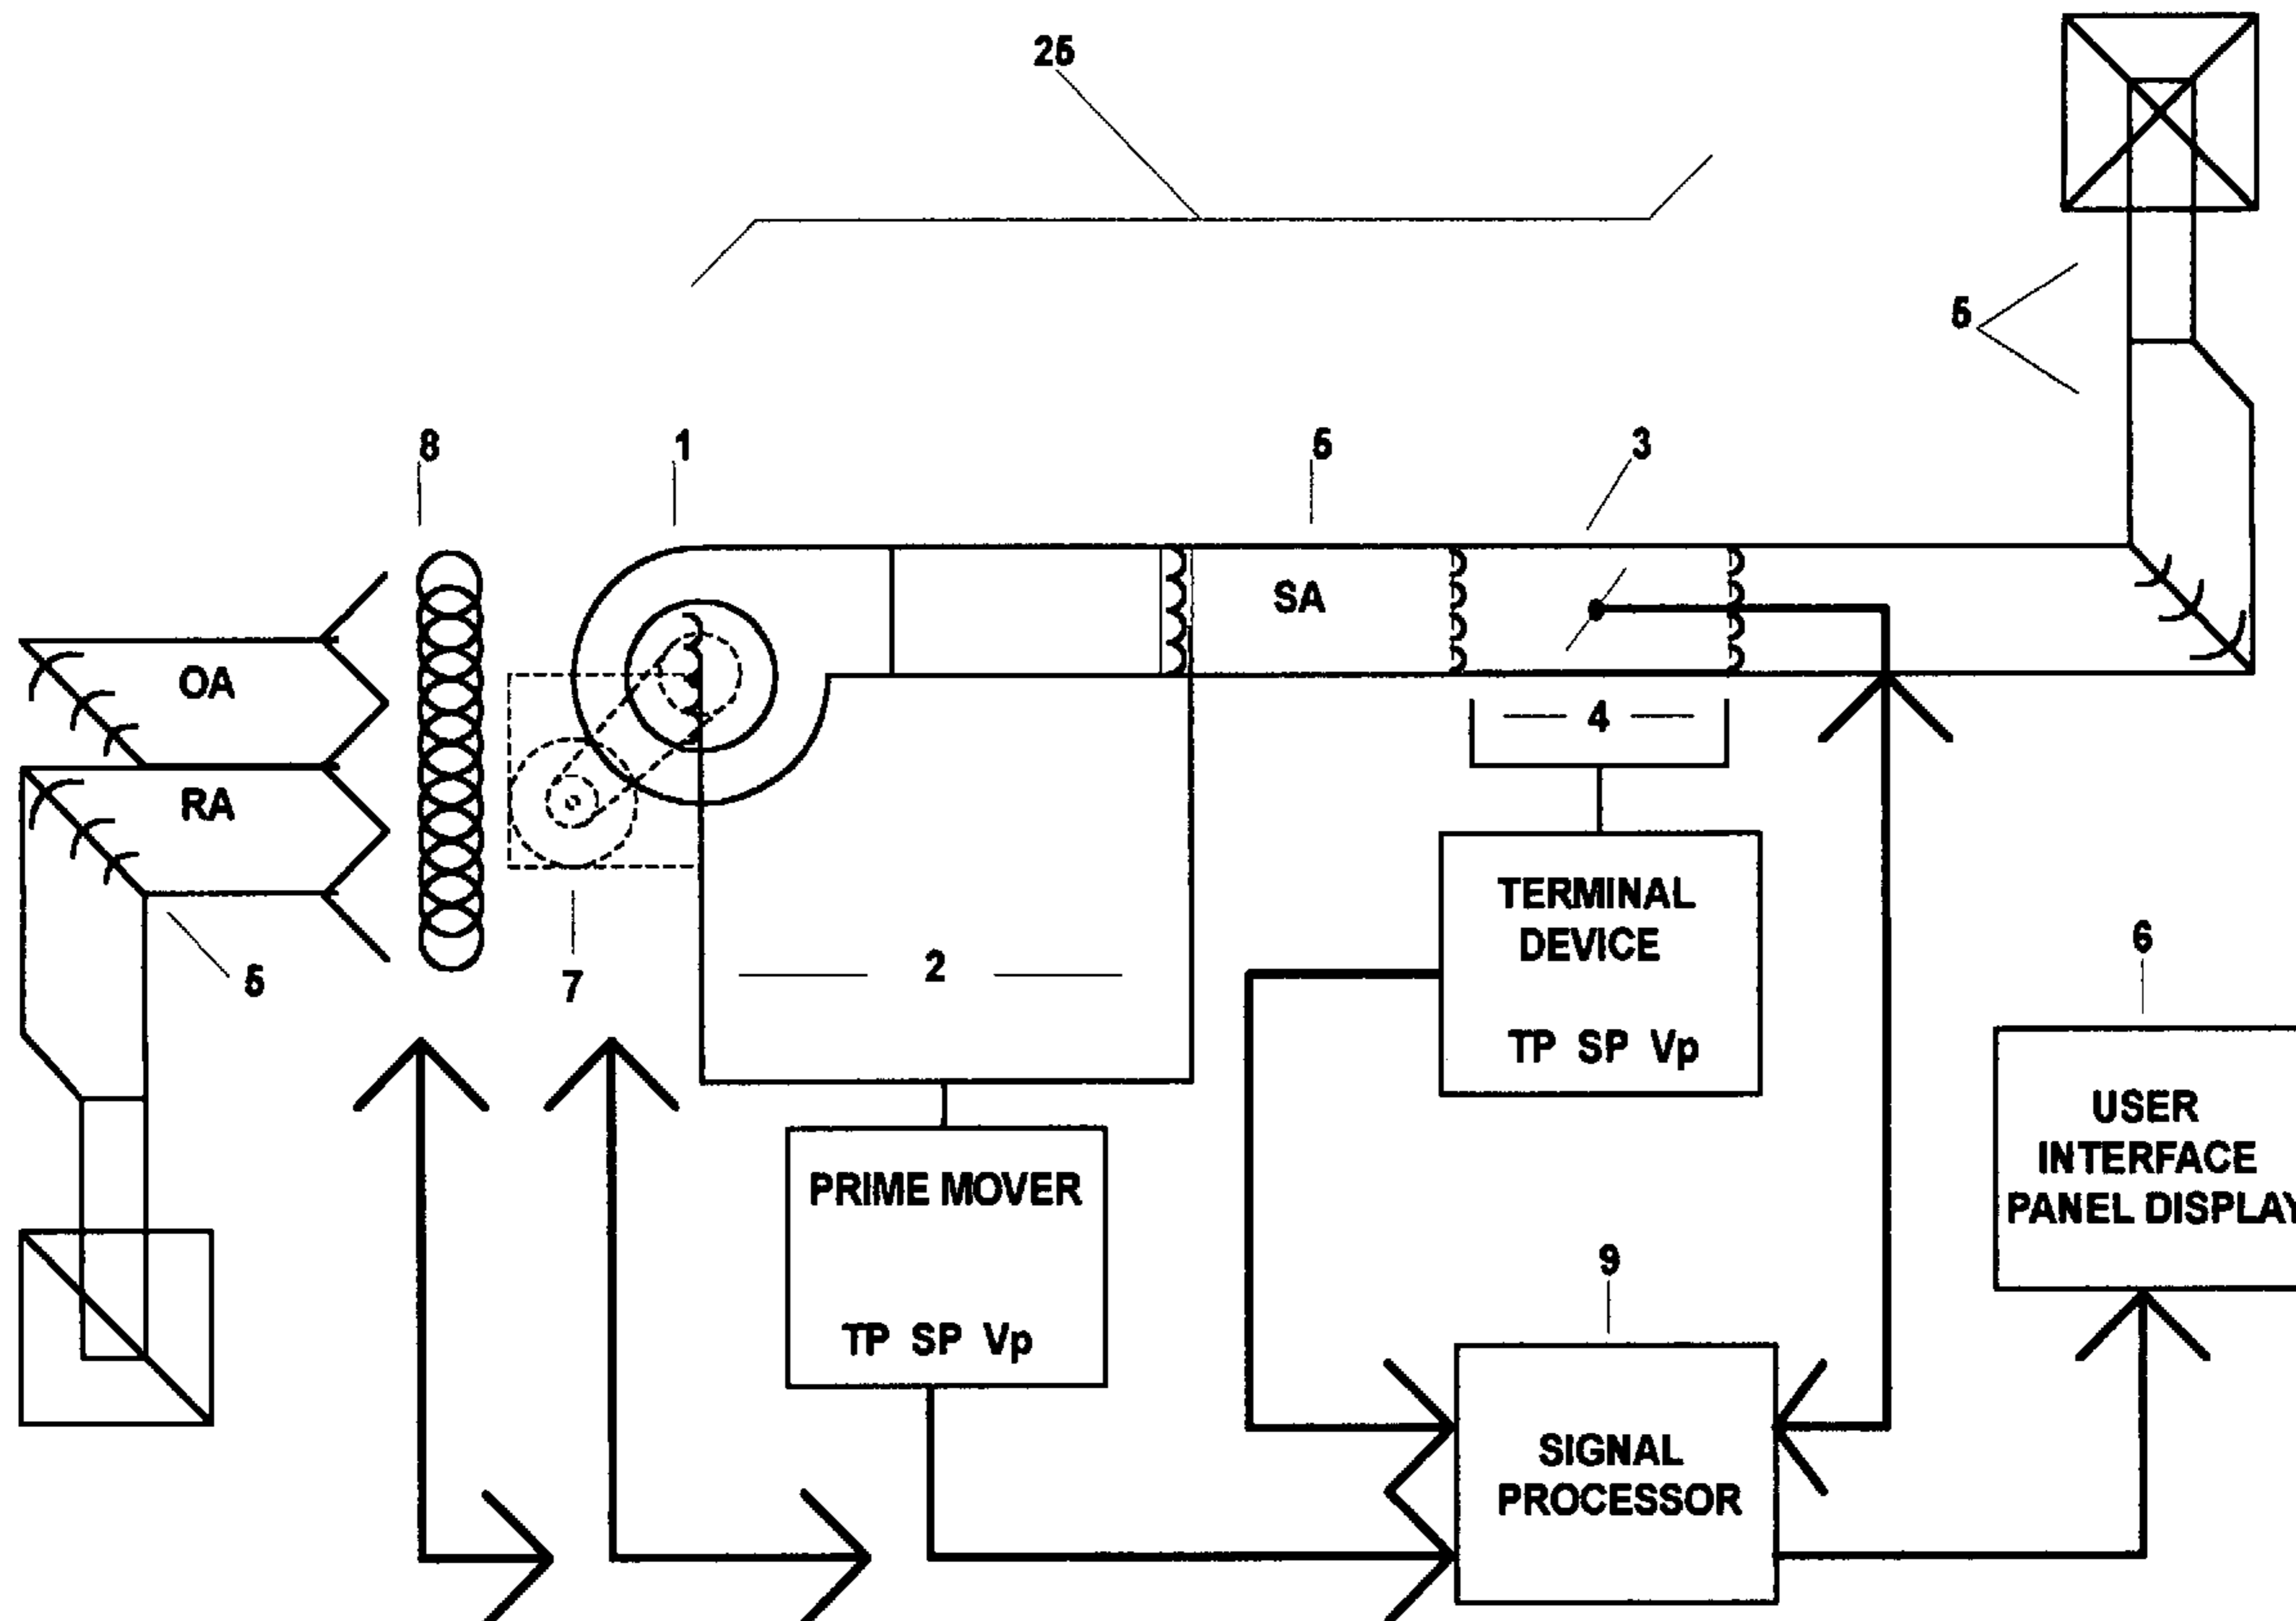 25
5
8
1
5
3
SA
OA
4
RA
TERMINAL
DEVICE
TP SP Vp
2
5
7
6
USER
INTERFACE
PANEL DISPLAY
PRIME MOVER
TP SP Vp
9
SIGNAL
PROCESSOR